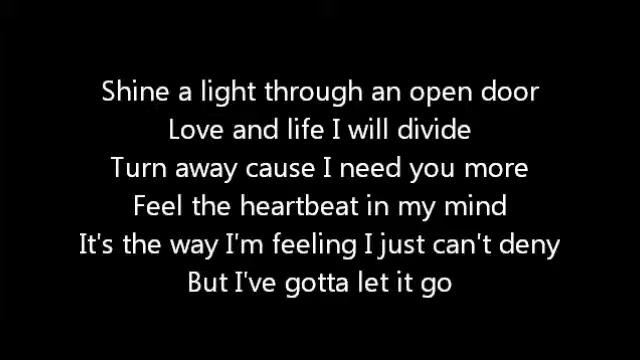 Shine a light through an open door
Love and life I will divide
Turn away cause I need you more
Feel the heartbeat in my mind
It's the way I'm feeling I just can't deny
But I've gotta let it go